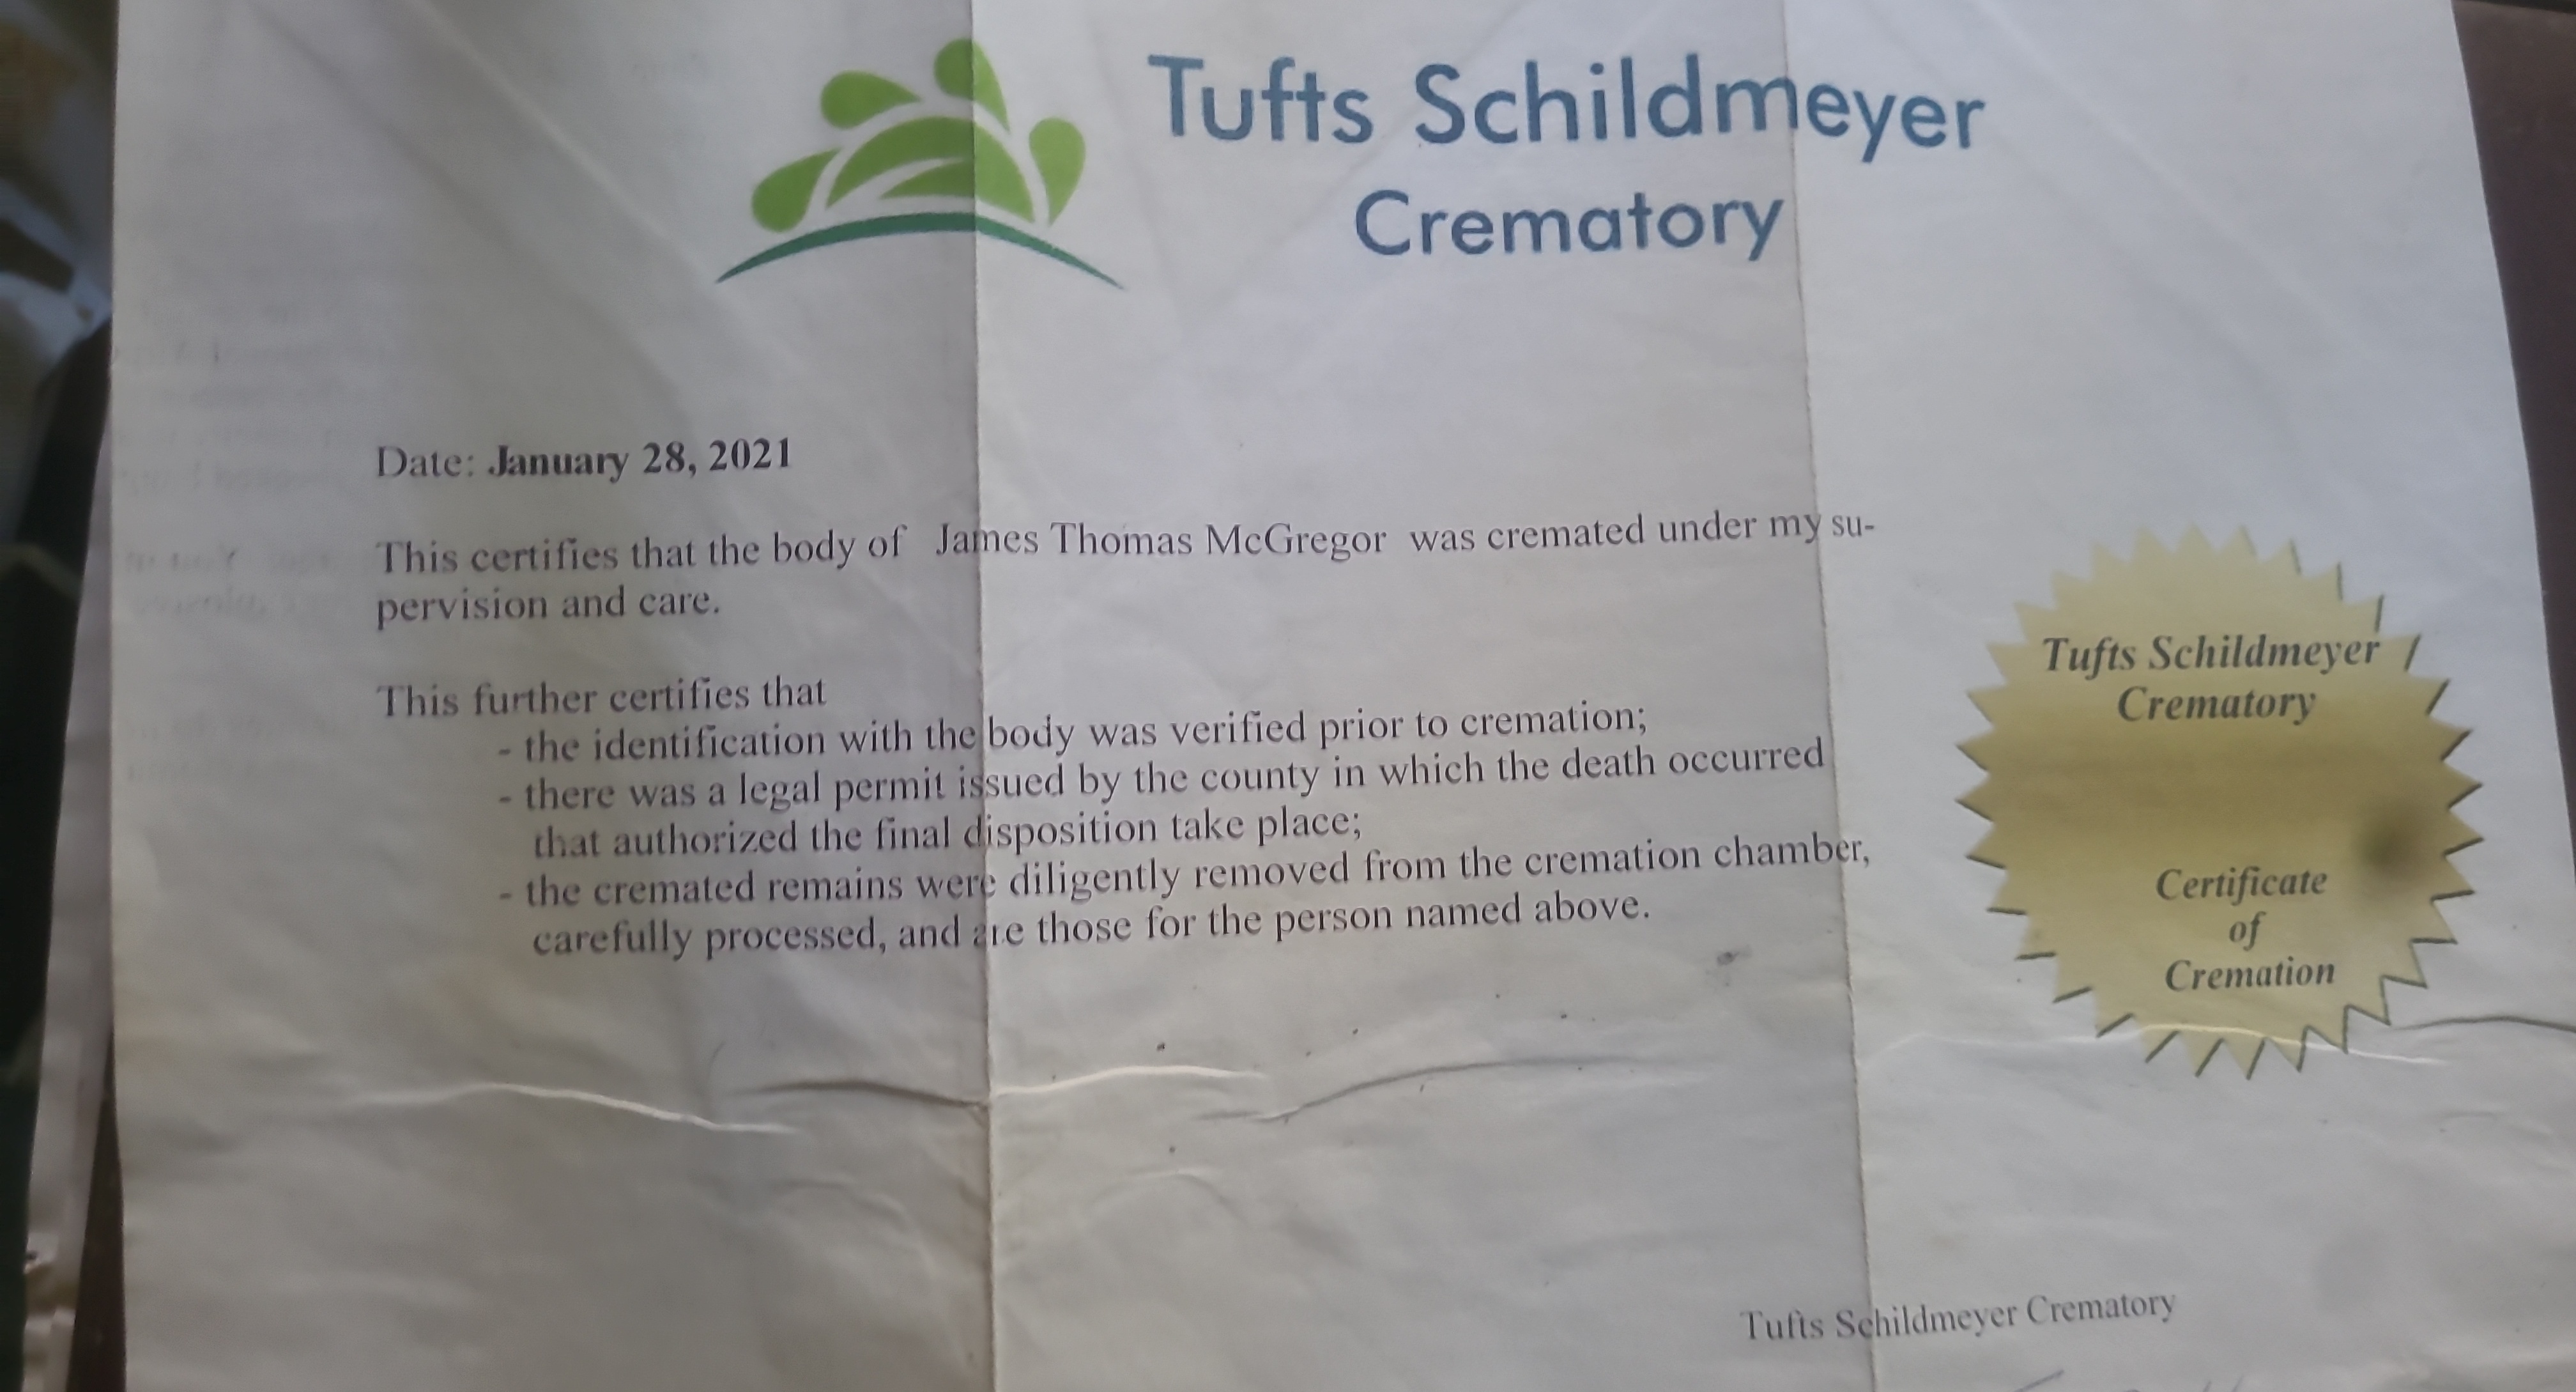 Tufts Schildmeyer
Crematory
Date: January 28, 2021
This certifies that the body of James Thomas McGregor was cremated under my su-
pervision and care.
This further certifies that
- the identification with the body was verified prior to cremation;
- there was a legal permit issued by the county in which the death occurred
that authorized the final disposition take place;
- the cremated remains were diligently removed from the cremation chamber,
carefully processed, and are those for the person named above.
Tufts Schildmeyer
Crematory
Certificate
of
Cremation
Tufts Schildmeyer Crematory